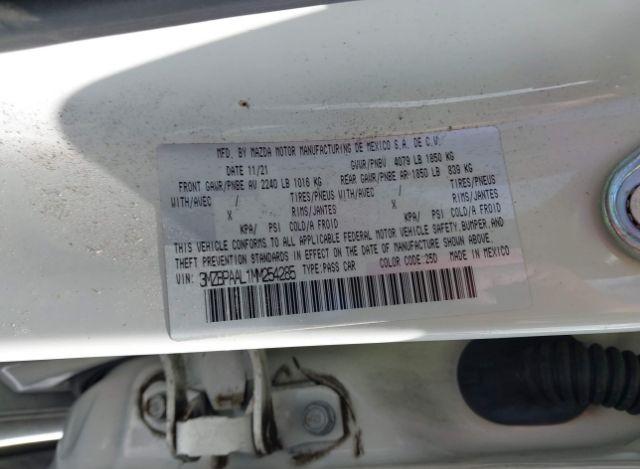 MFD. BY MAZDA MOTOR MANUFACTURING DE MEXICO S.A. DE C.V.
DATE 11/21 GVWR/PNBV 4079 LB 1850 KG
FRONT GAWR/PNBE AV 2240 LB 1016 KG REAR GAWR/PNBE AR 1850 LB 839 KG
WITH/AVEC / TIRES/PNEUS WITH/AVEC / TIRES/PNEUS
X RIMS/JANTES X RIMS/JANTES
KPA/ PSI COLD/A FROID KPA/ PSI COLD/A FROID
THIS VEHICLE CONFORMS TO ALL APPLICABLE FEDERAL MOTOR VEHICLE SAFETY, BUMPER, AND
THEFT PREVENTION STANDARDS IN EFFECT ON THE DATE OF MANUFACTURE SHOWN ABOVE.
VIN: 3MZBPAAL1NM254285 TYPE:PASS CAR COLOR CODE:25D MADE IN MEXICO